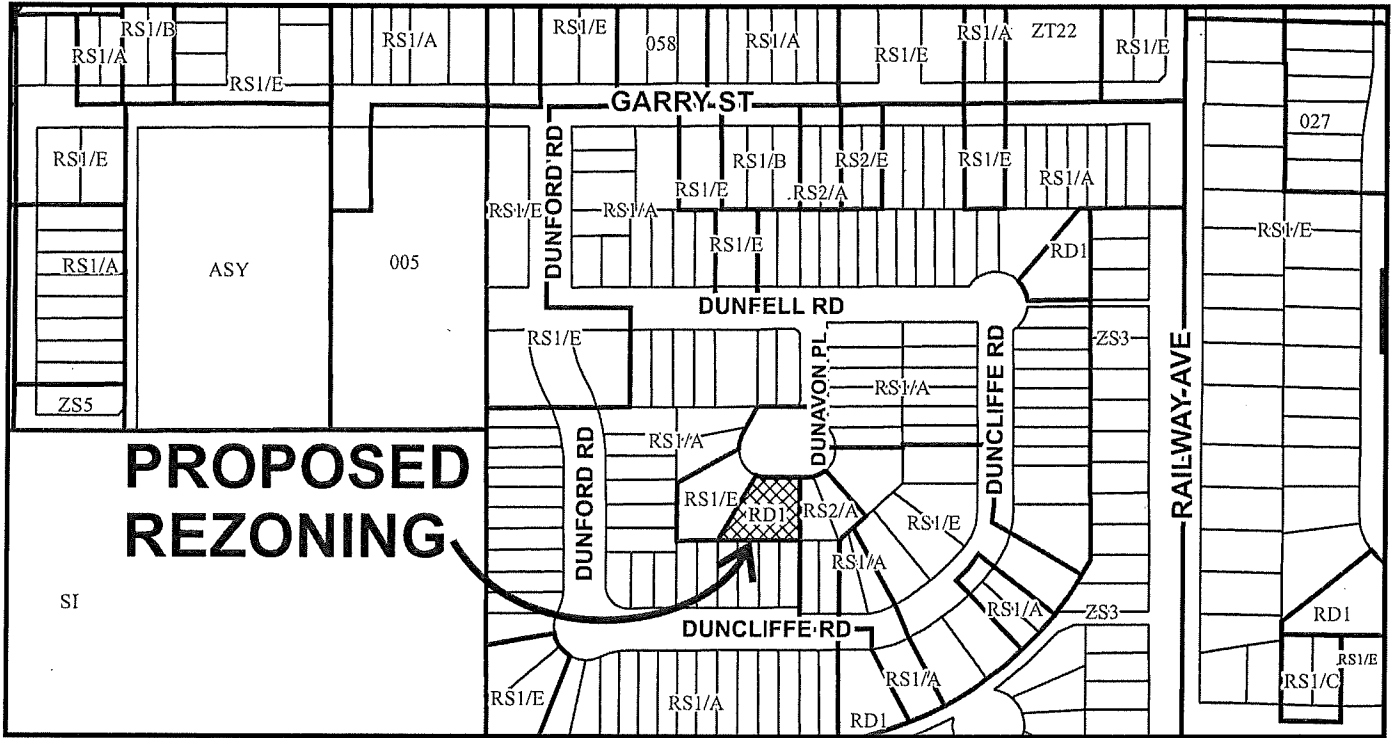 RS1/B
RS1/A
RS1/E
RS1/A
RS1/E
058
RS1/A
RS1/E
RS1/A
ZT22
RS1/E
GARRY ST
027
RS1/E
RS1/A
ASY
005
ZS5
RS1/E
DUNFORD RD
RS1/A
RS1/E
RS1/B
RS2/A
RS2/E
RS1/E
RS1/A
RS1/E
RD1
RS1/E
DUNFELL RD
RS1/E
DUNAVON PL
RS1/A
DUNCLIFFE RD
ZS3
RAILWAY AVE
PROPOSED
REZONING
DUNFORD RD
RS1/A
RS1/E
RD1
RS2/A
RS1/E
RS1/A
RS1/A
ZS3
SI
DUNCLIFFE RD
RS1/E
RS1/A
RS1/A
RD1
RD1
RS1/C
RS1/E